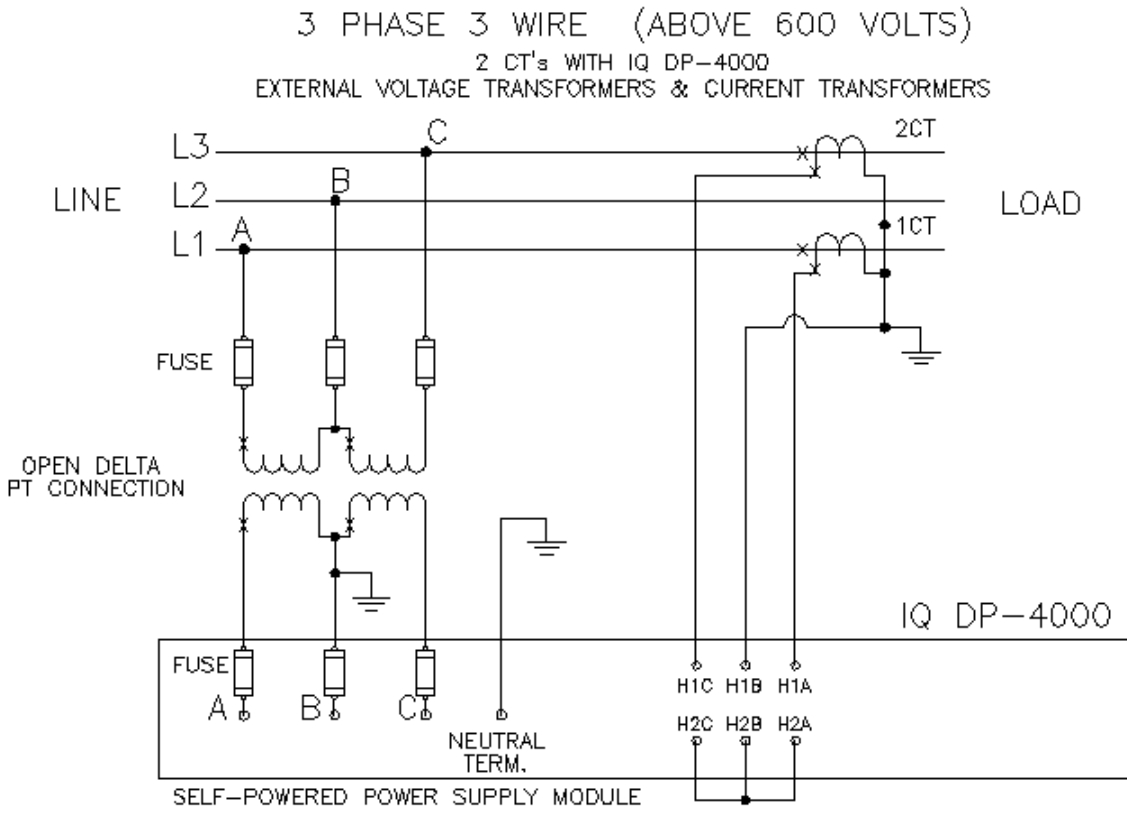 3 PHASE 3 WIRE (ABOVE 600 VOLTS)
2 CT's WITH IQ DP-4000
EXTERNAL VOLTAGE TRANSFORMERS & CURRENT TRANSFORMERS
L3
C
2CT
LINE
L2
B
LOAD
L1
A
1CT
FUSE
OPEN DELTA
PT CONNECTION
IQ DP-4000
FUSE
A
B
C
H1C H1B H1A
H2C H2B H2A
NEUTRAL
TERM.
SELF-POWERED POWER SUPPLY MODULE